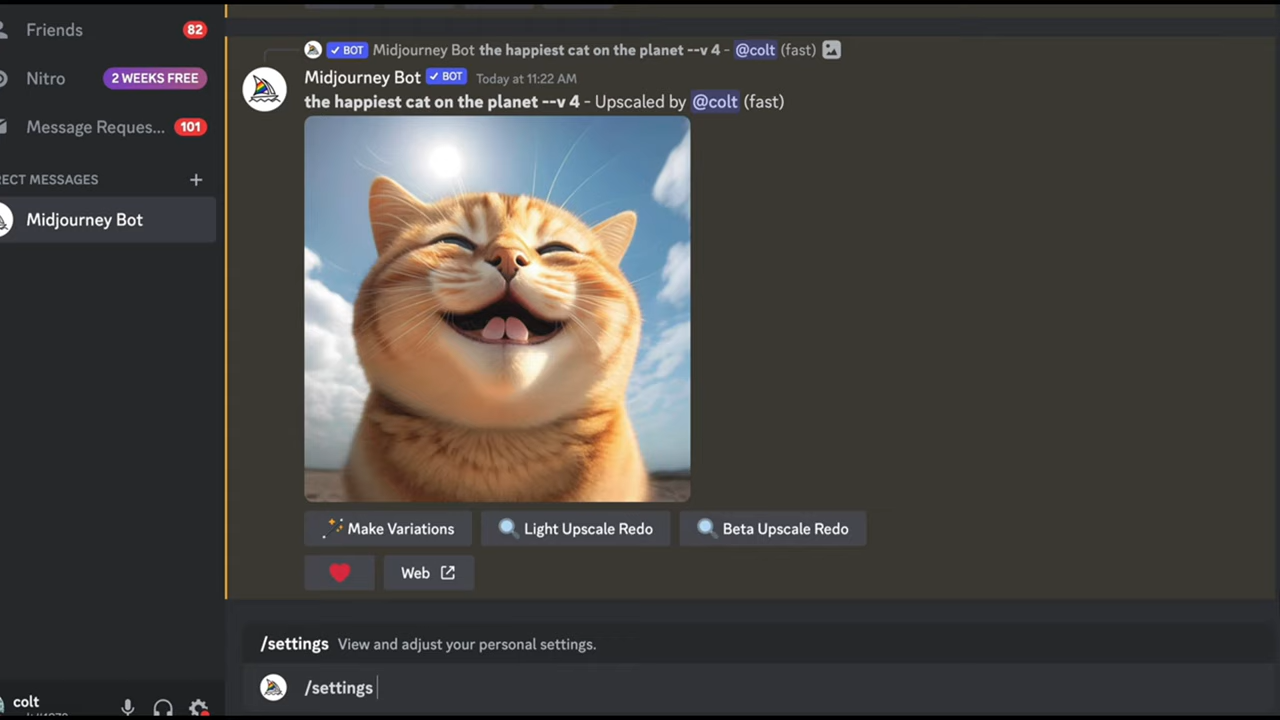 Friends 82
Nitro 2 WEEKS FREE
Message Reques... 101
RECT MESSAGES +
Midjourney Bot
BOT Midjourney Bot the happiest cat on the planet --v 4 - @colt (fast)
Midjourney Bot BOT Today at 11:22 AM
the happiest cat on the planet --v 4 - Upscaled by @colt (fast)
Make Variations Light Upscale Redo Beta Upscale Redo
Web
/settings View and adjust your personal settings.
/settings
colt